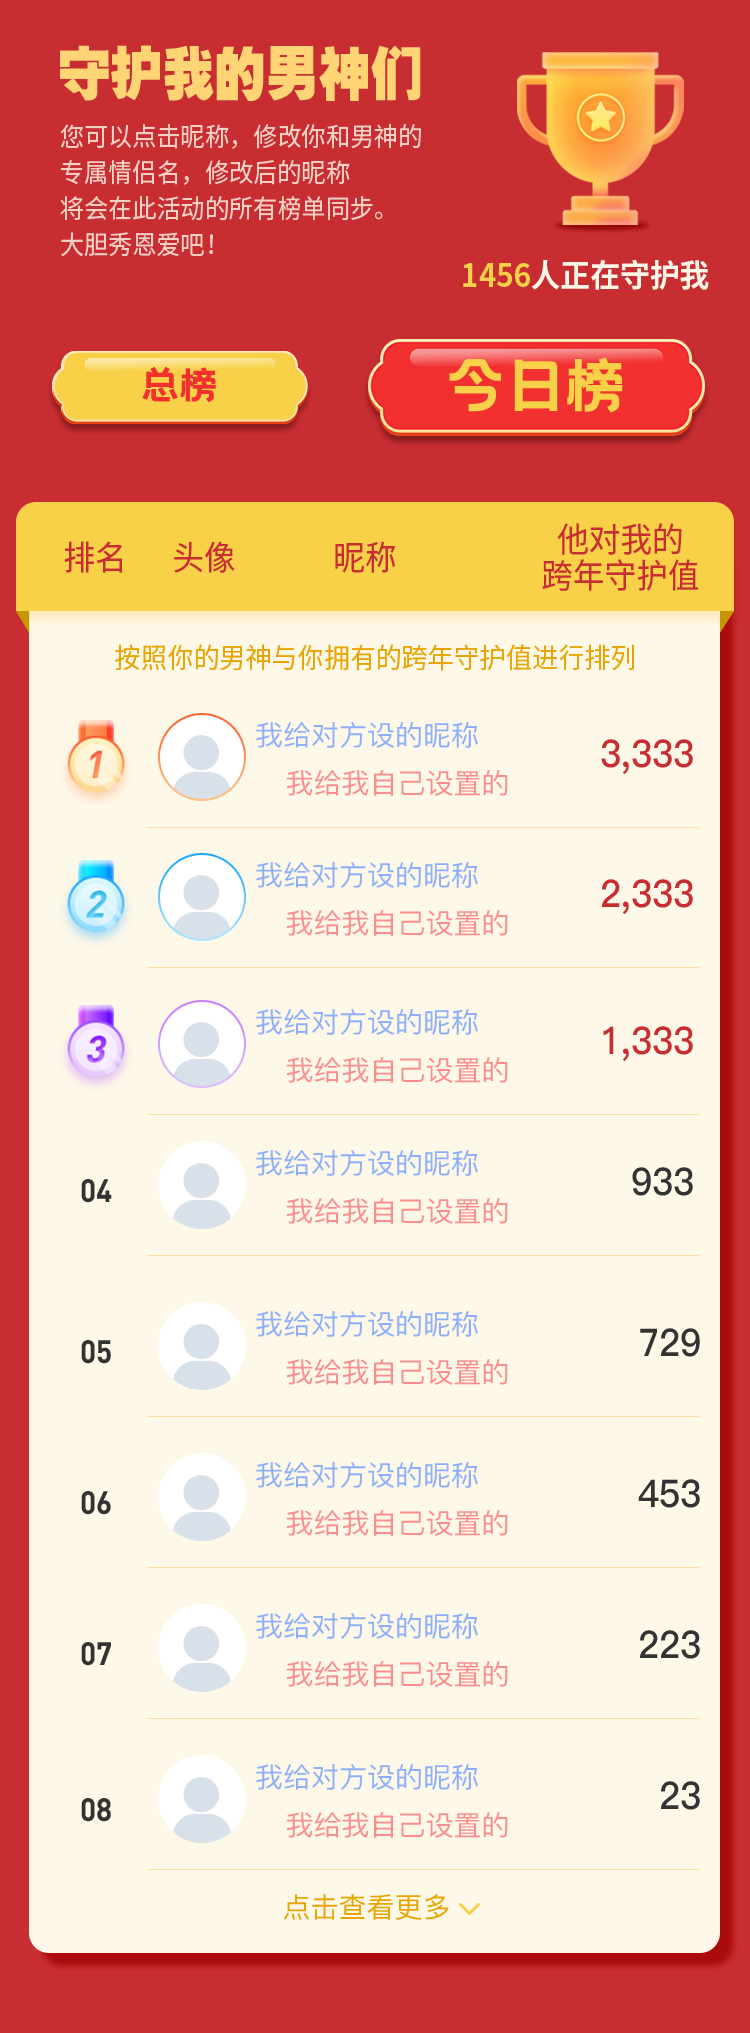 守护我的男神们
您可以点击昵称，修改你和男神的
专属情侣名，修改后的昵称
将会在此活动的所有榜单同步。
大胆秀恩爱吧！
1456人正在守护我
总榜
今日榜
排名
头像
昵称
他对我的
跨年守护值
按照你的男神与你拥有的跨年守护值进行排列
1
我给对方设的昵称
我给我自己设置的
3,333
2
我给对方设的昵称
我给我自己设置的
2,333
3
我给对方设的昵称
我给我自己设置的
1,333
04
我给对方设的昵称
我给我自己设置的
933
05
我给对方设的昵称
我给我自己设置的
729
06
我给对方设的昵称
我给我自己设置的
453
07
我给对方设的昵称
我给我自己设置的
223
08
我给对方设的昵称
我给我自己设置的
23
点击查看更多